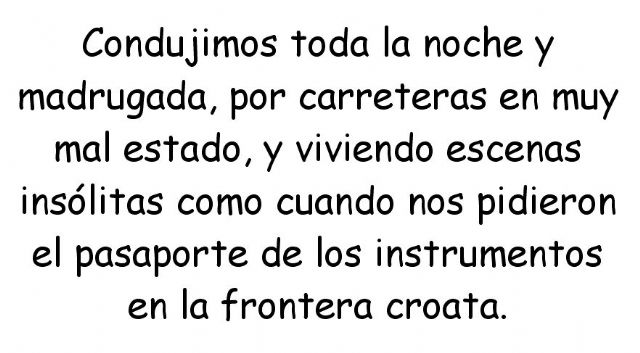 Condujimos toda la noche y
madrugada, por carreteras en muy
mal estado, y viviendo escenas
insólitas como cuando nos pidieron
el pasaporte de los instrumentos
en la frontera croata.